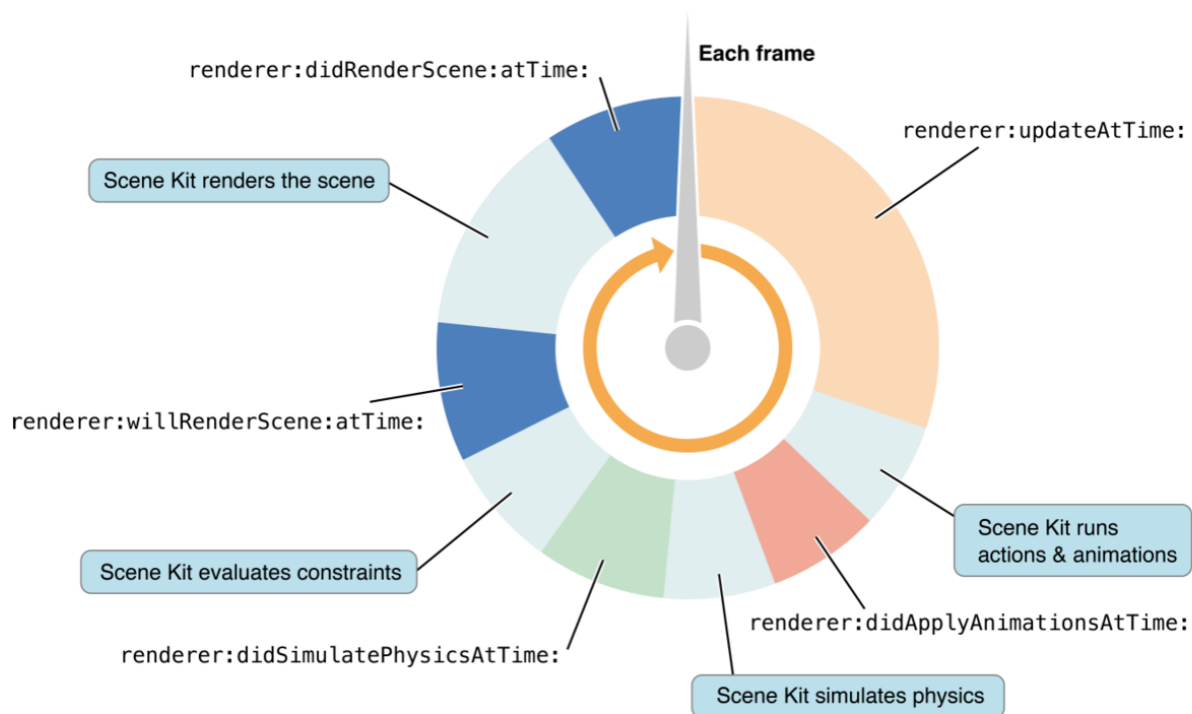 Each frame
renderer:didRenderScene:atTime:
renderer:updateAtTime:
Scene Kit renders the scene
renderer:willRenderScene:atTime:
Scene Kit runs
actions & animations
Scene Kit evaluates constraints
renderer:didApplyAnimationsAtTime:
renderer:didSimulatePhysicsAtTime:
Scene Kit simulates physics